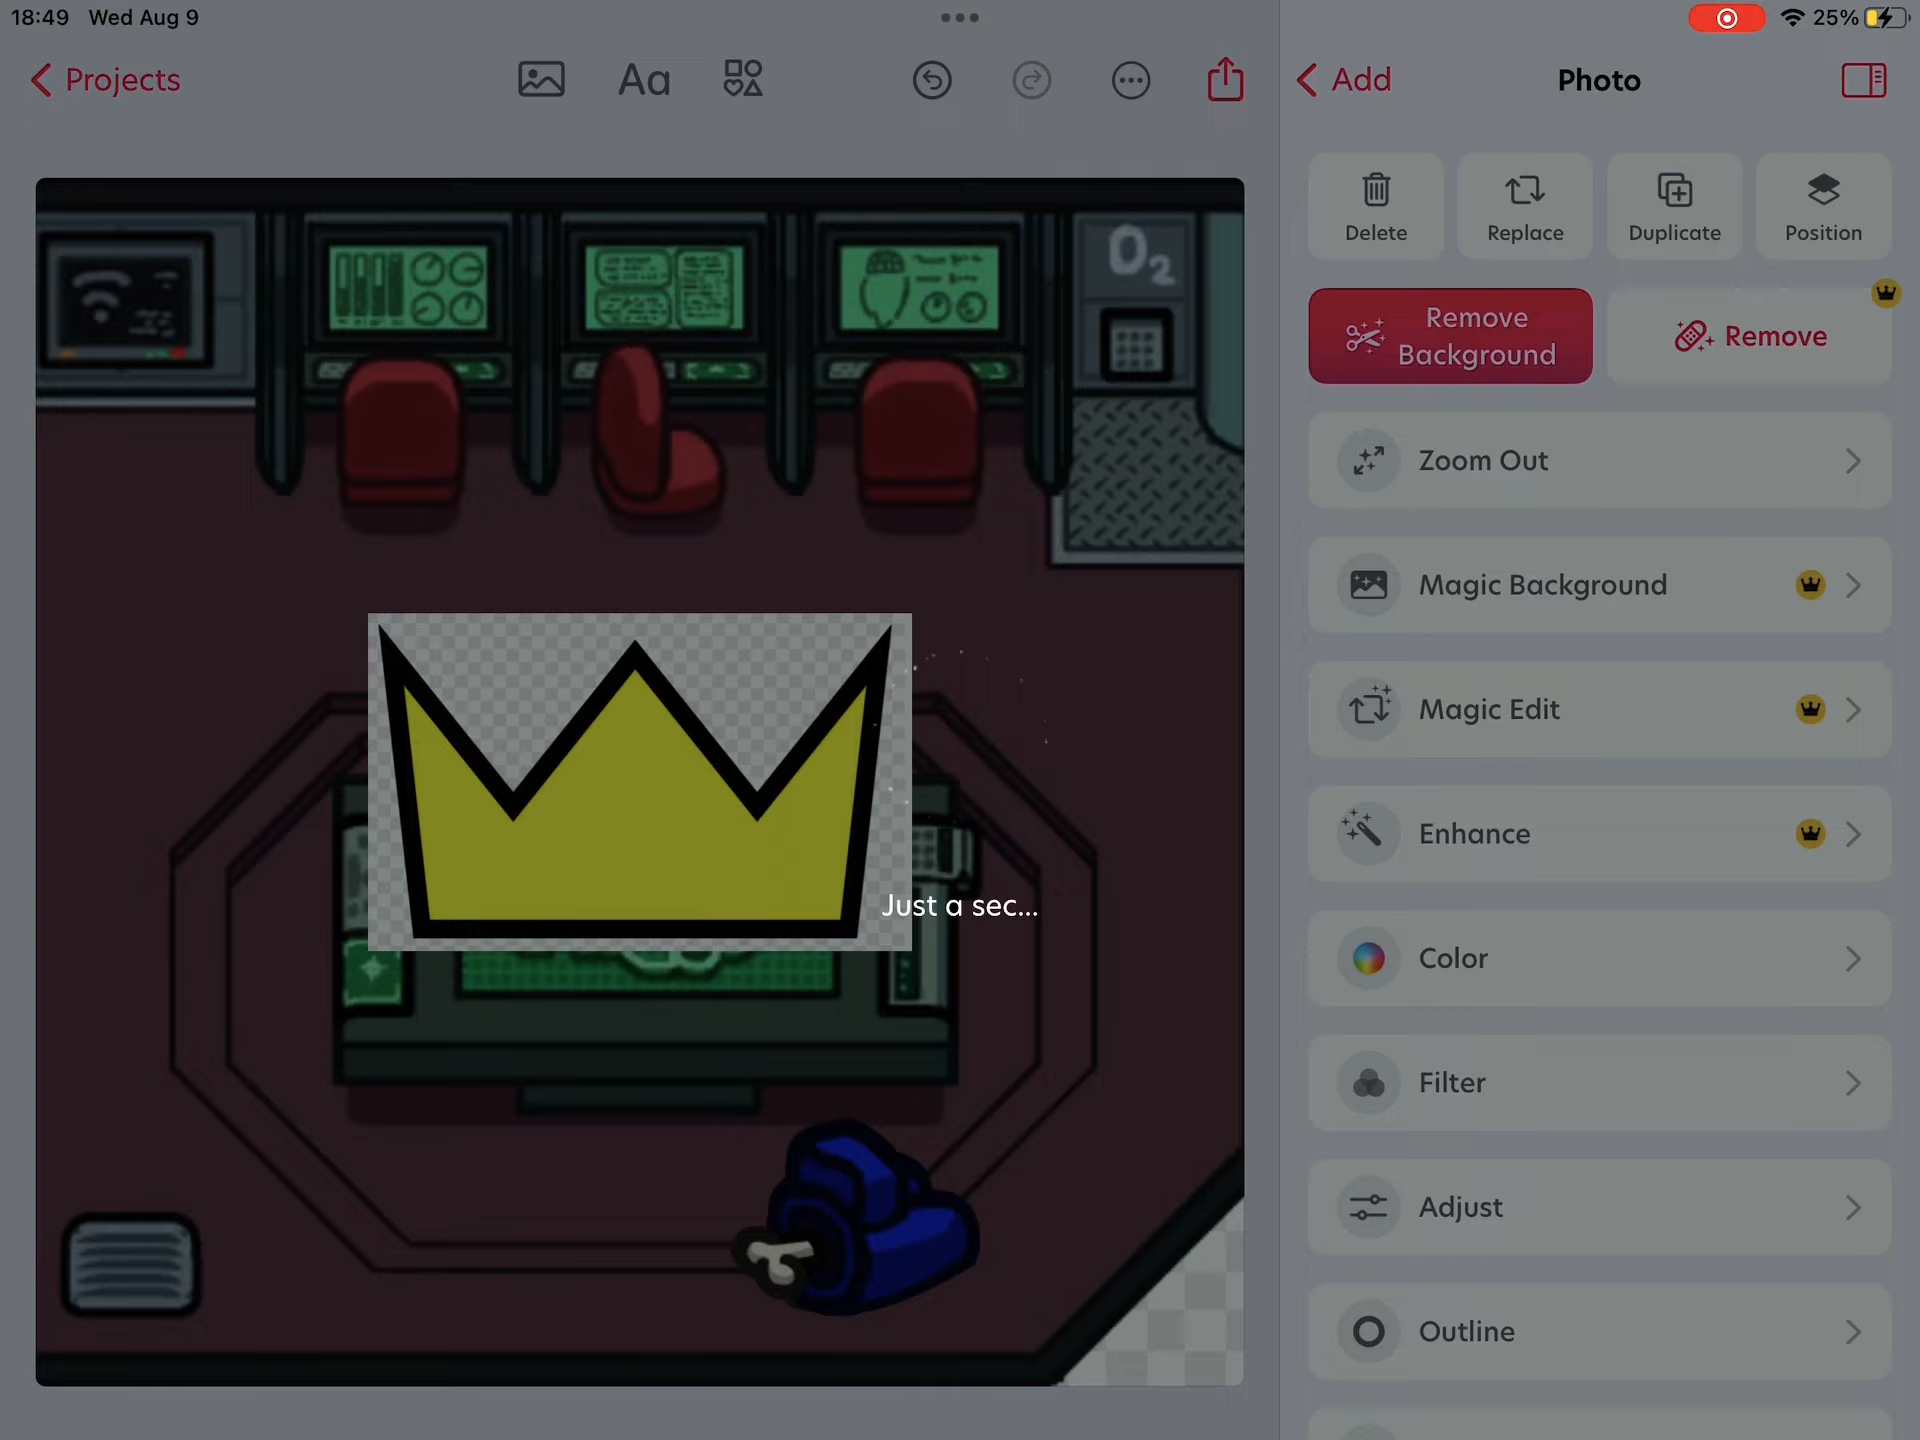 18:49 Wed Aug 9
25%
Projects
Aa
Add
Photo
Delete
Replace
Duplicate
Position
Remove
Background
Remove
Zoom Out
Magic Background
Magic Edit
Enhance
Color
Filter
Adjust
Outline
O2
Just a sec...